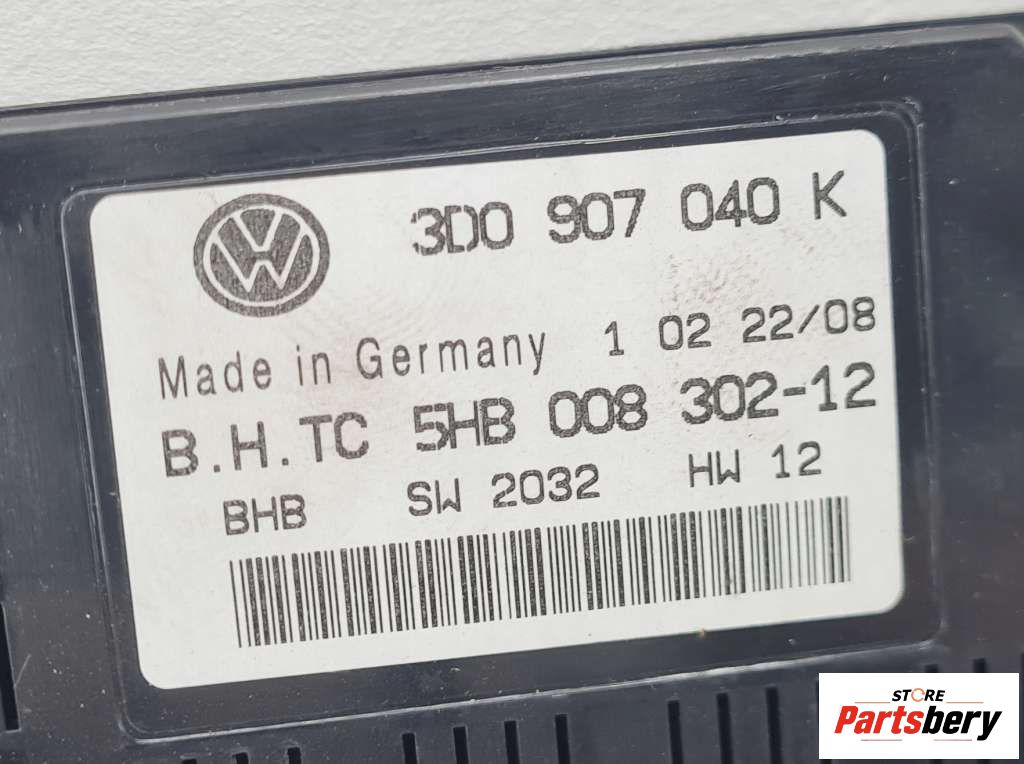 3D0 907 040 K
Made in Germany 1 02 22/08
B.H.TC 5HB 008 302-12
BHB SW 2032 HW 12
STORE
Partsbery